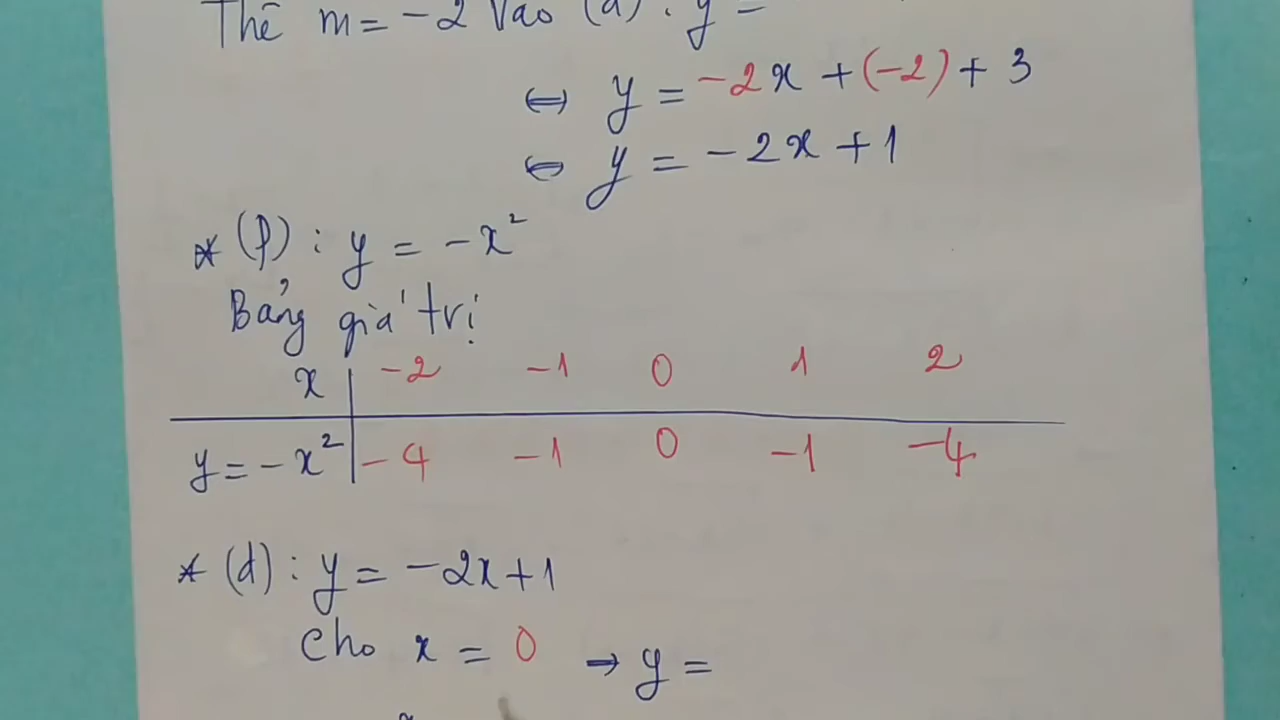 Thế m = -2 vào (d) : y =
⇔ y = -2x + (-2) + 3
⇔ y = -2x + 1
* (P) : y = -x²
Bảng giá trị
x | -2 -1 0 1 2
y = -x² | -4 -1 0 -1 -4
* (d) : y = -2x + 1
Cho x = 0 → y =